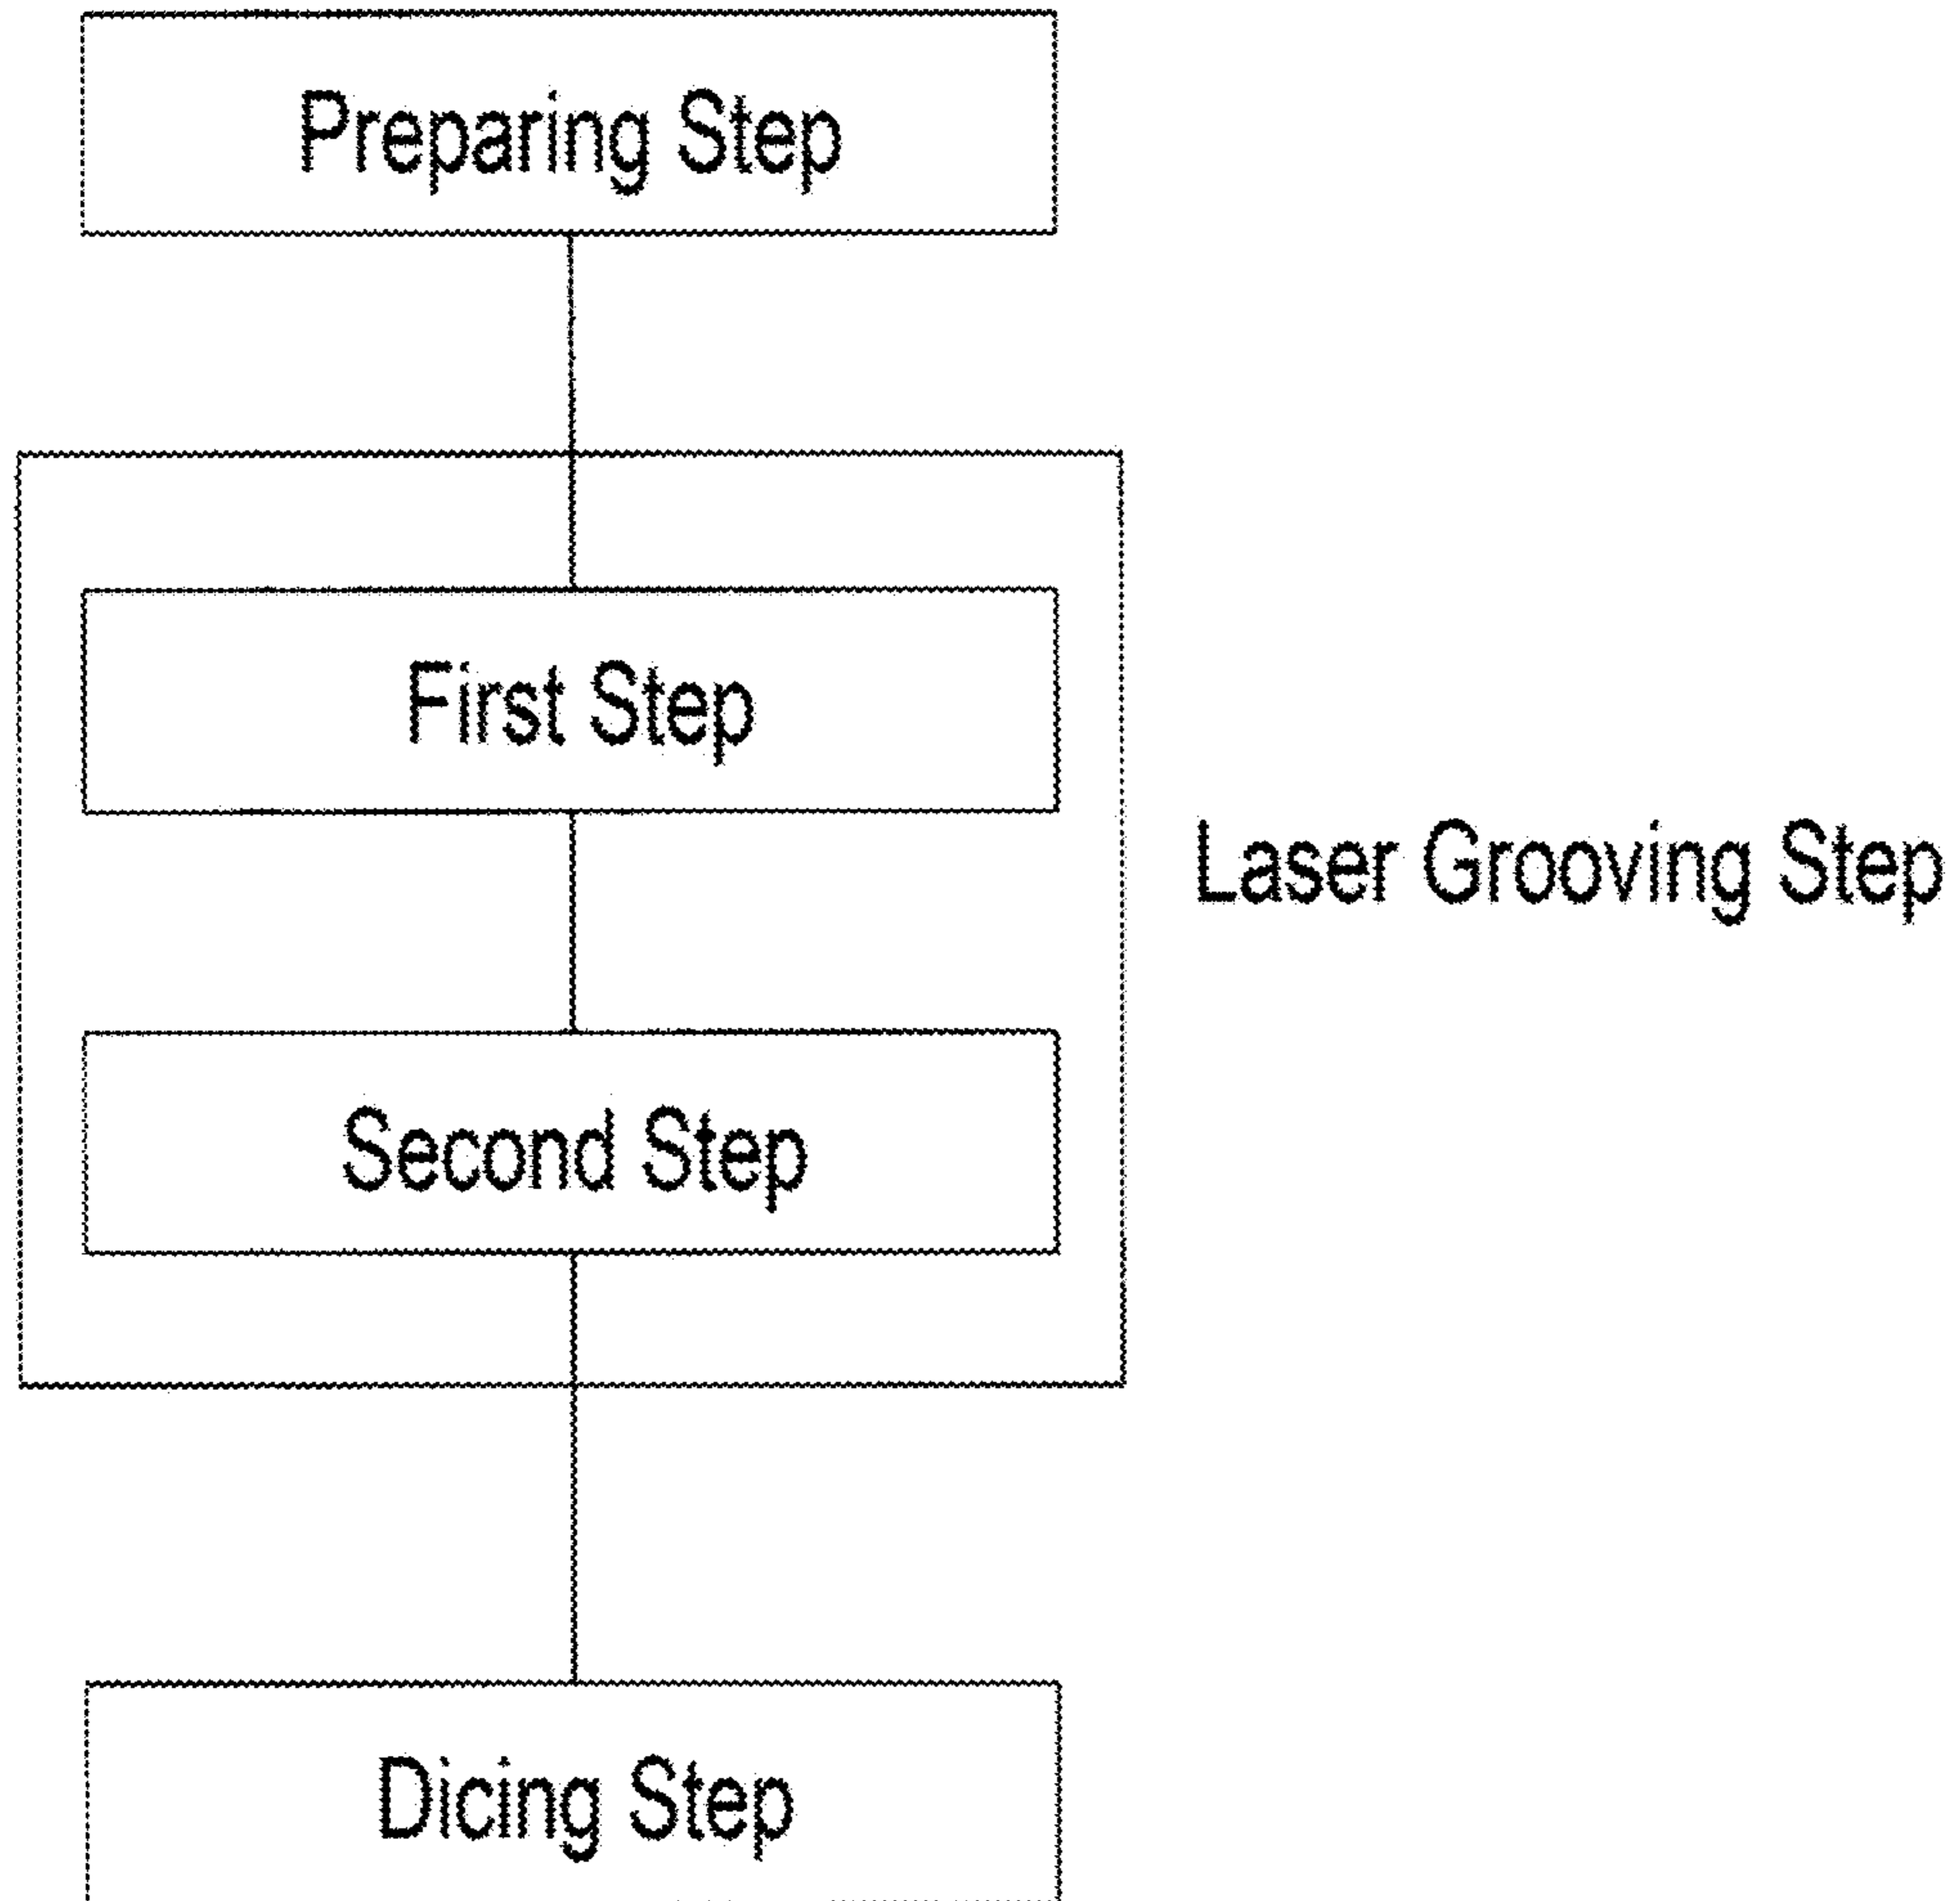 Preparing Step
First Step
Laser Grooving Step
Second Step
Dicing Step